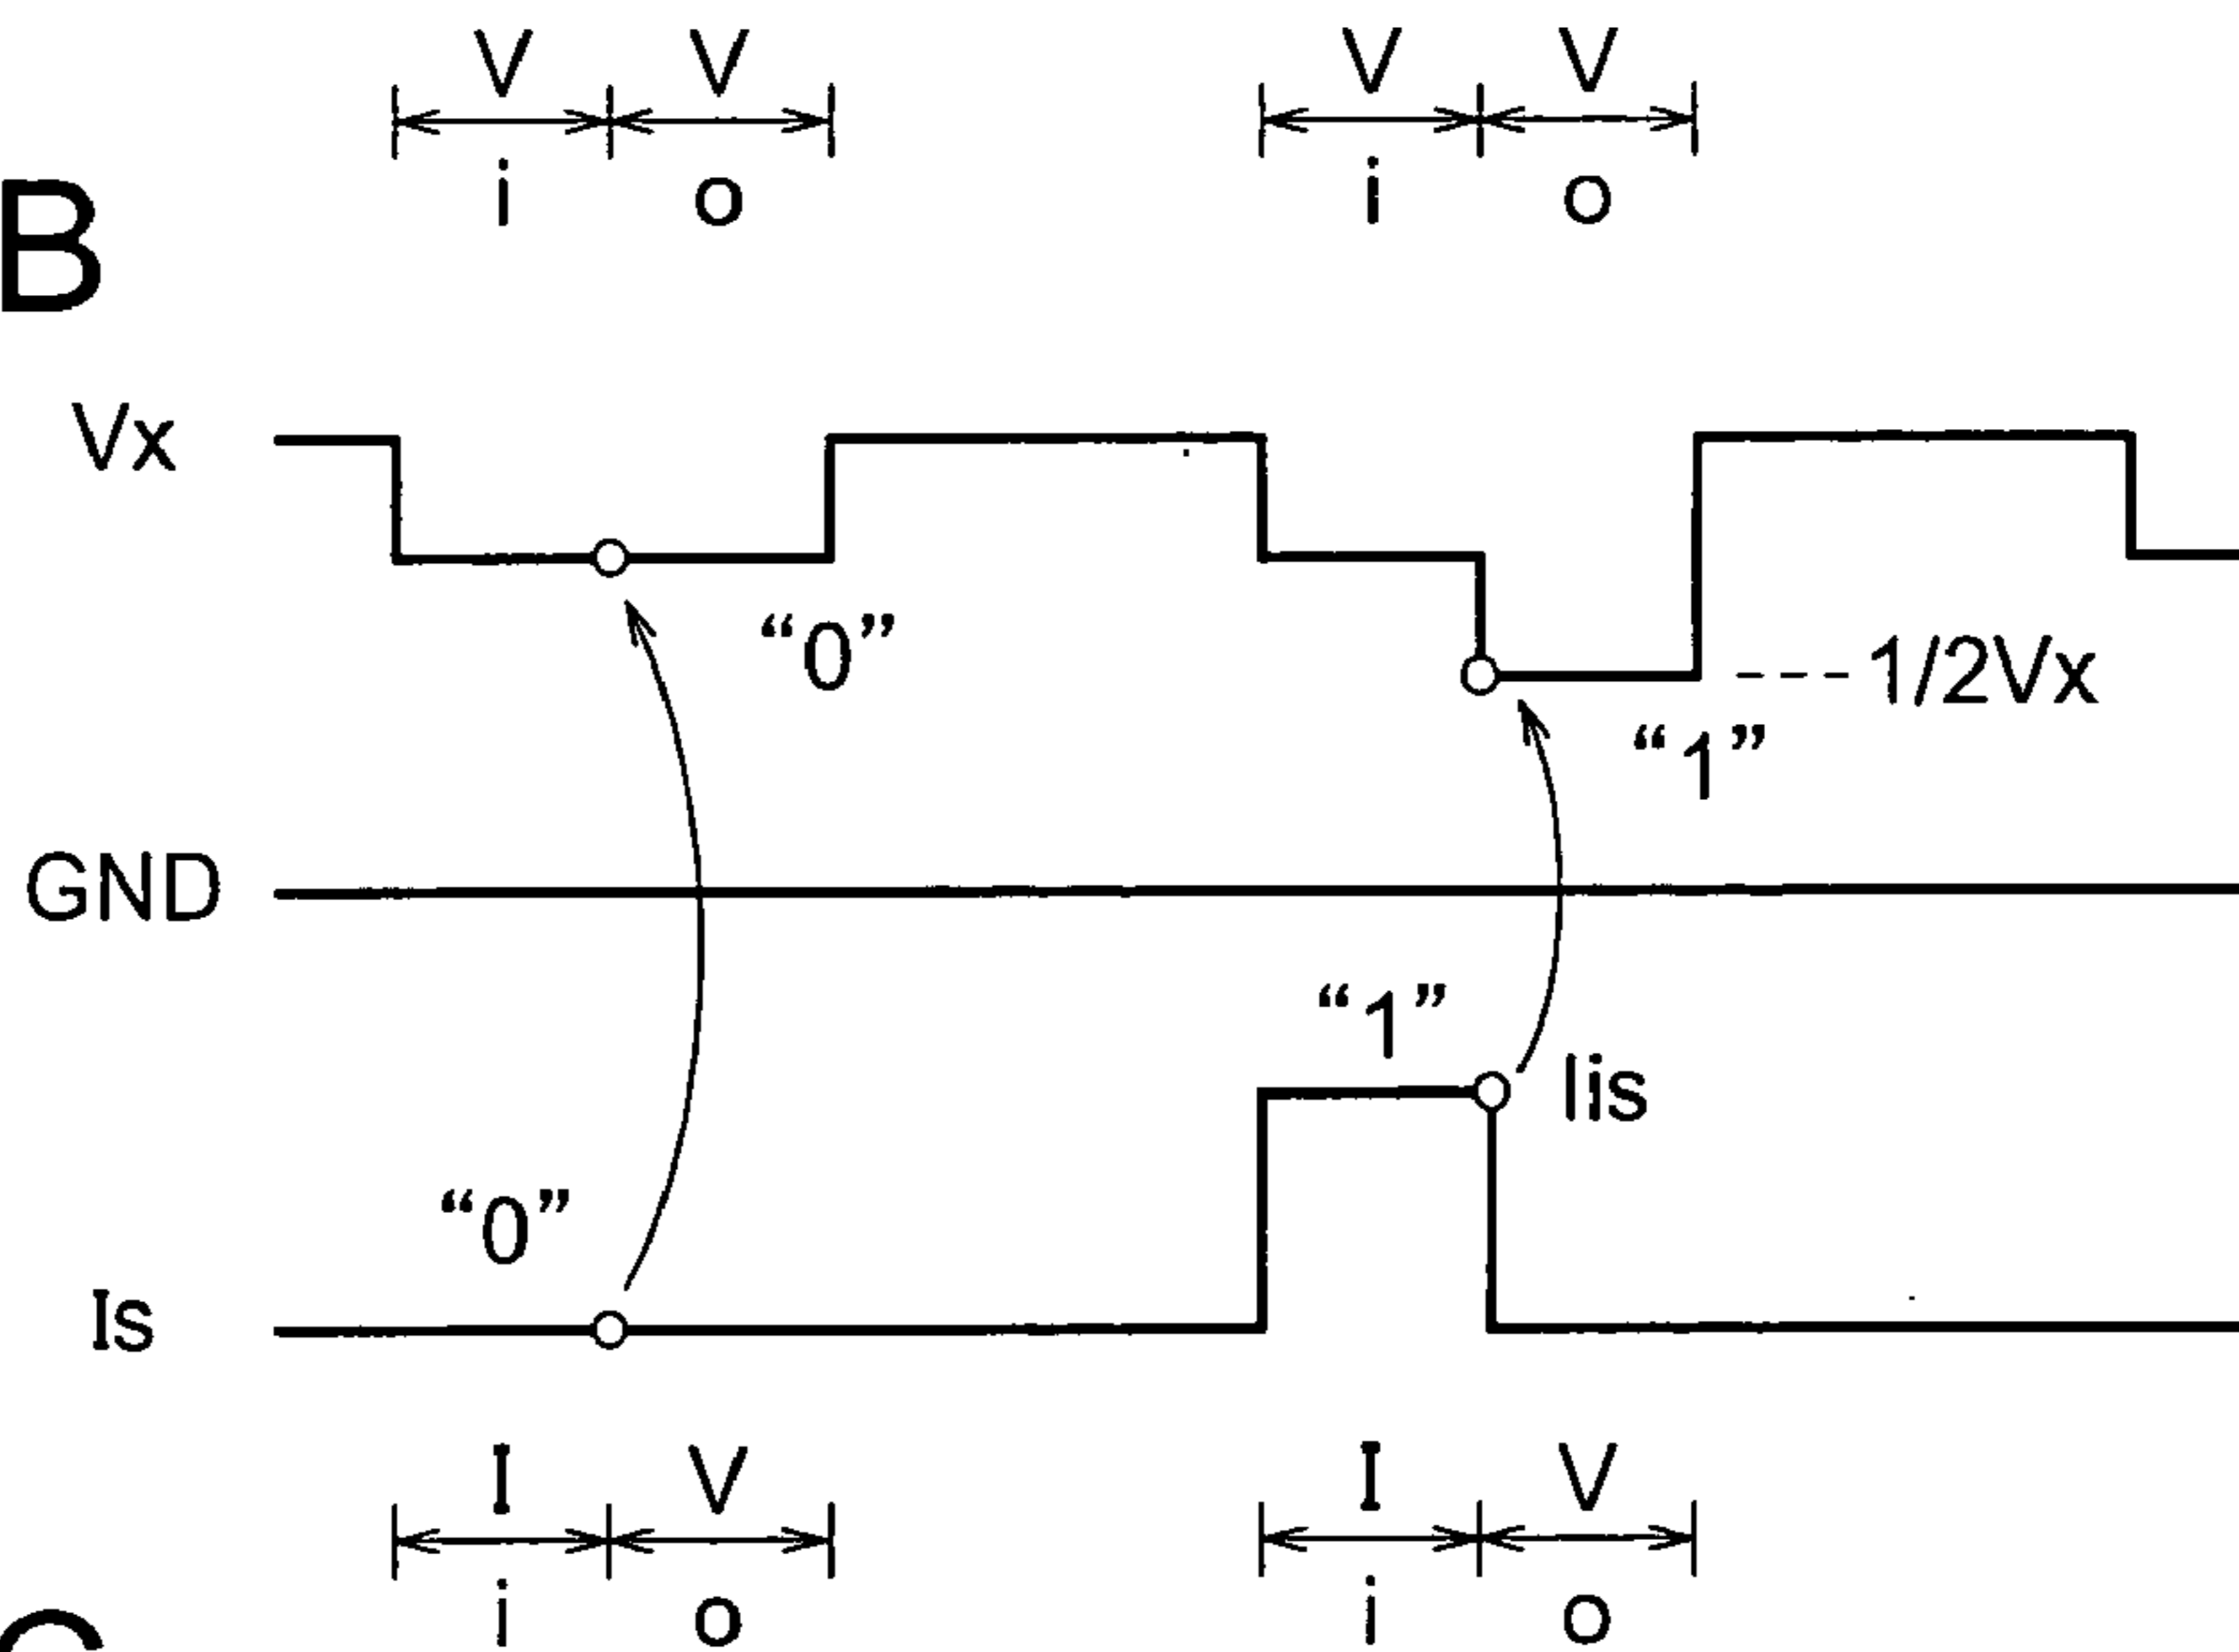 V V V V
i o i o
B
Vx
“0”
1/2Vx
“1”
GND
“1”
Iis
“0”
Is
I V I V
i o i o